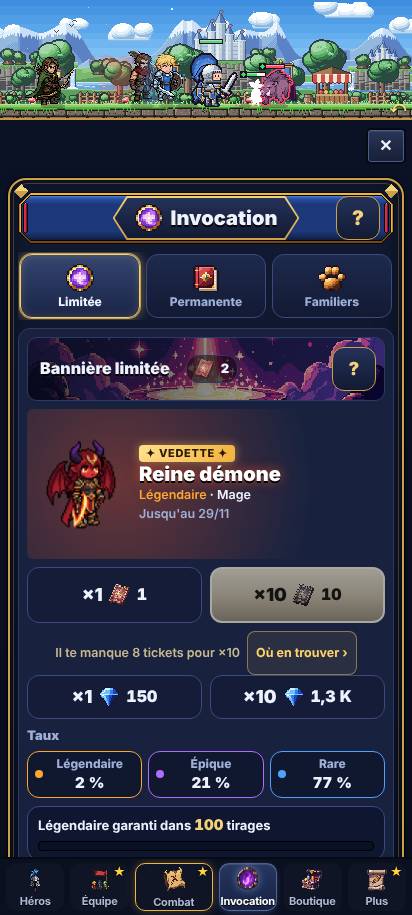 ×
Invocation
?
Limitée
Permanente
Familiers
Bannière limitée
2
?
✦ VEDETTE ✦
Reine démone
Légendaire · Mage
Jusqu'au 29/11
×1 1
×10 10
Il te manque 8 tickets pour ×10
Où en trouver ›
×1 150
×10 1,3 K
Taux
Légendaire
2 %
Épique
21 %
Rare
77 %
Légendaire garanti dans 100 tirages
Héros
Équipe
Combat
Invocation
Boutique
Plus